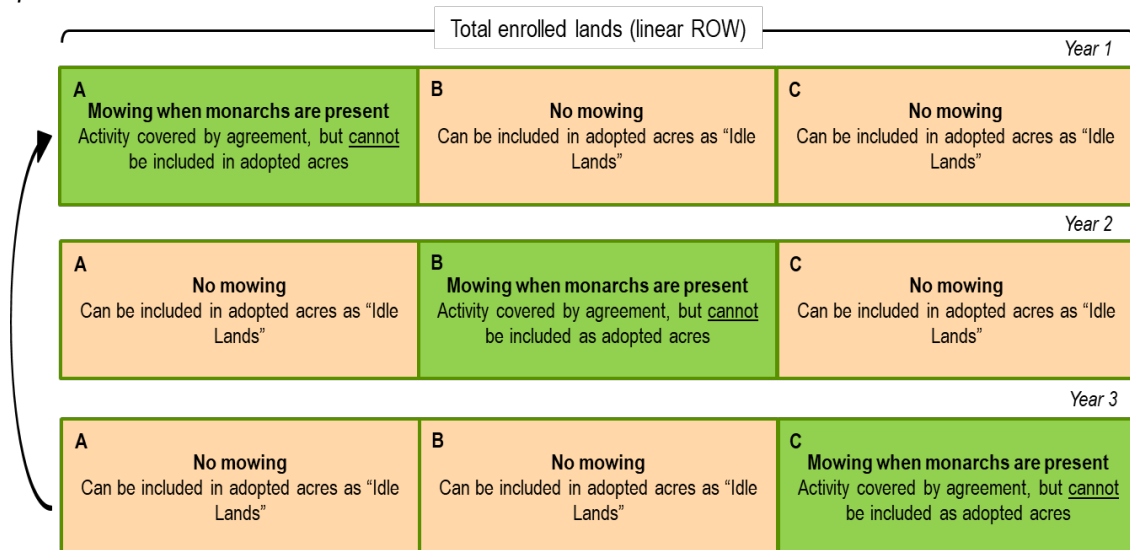 Total enrolled lands (linear ROW)
Year 1
A
Mowing when monarchs are present
Activity covered by agreement, but cannot
be included in adopted acres
B
No mowing
Can be included in adopted acres as “Idle
Lands”
C
No mowing
Can be included in adopted acres as “Idle
Lands”
Year 2
A
No mowing
Can be included in adopted acres as “Idle
Lands”
B
Mowing when monarchs are present
Activity covered by agreement, but cannot
be included as adopted acres
C
No mowing
Can be included in adopted acres as “Idle
Lands”
Year 3
A
No mowing
Can be included in adopted acres as “Idle
Lands”
B
No mowing
Can be included in adopted acres as “Idle
Lands”
C
Mowing when monarchs are present
Activity covered by agreement, but cannot
be included as adopted acres